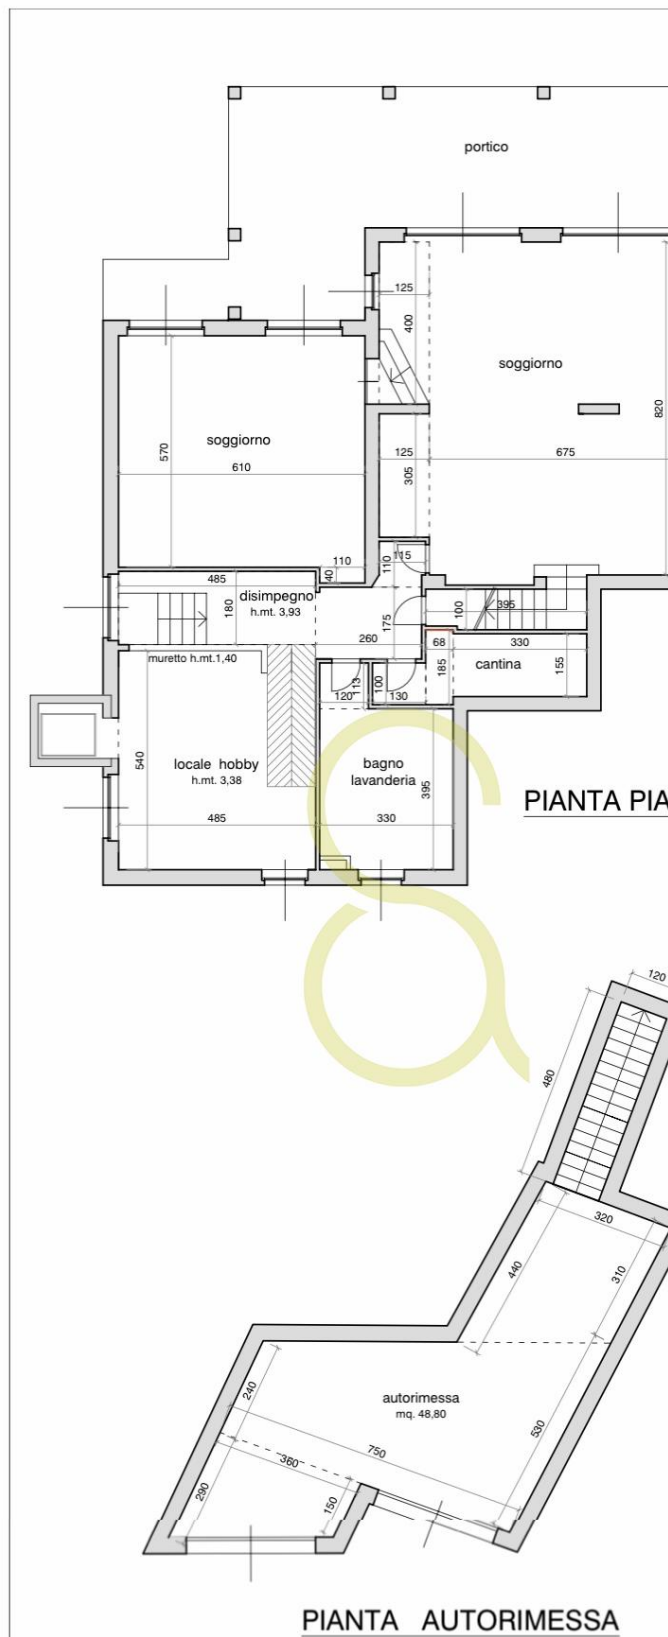 portico
125
400
soggiorno
820
soggiorno
570
610
125
305
675
110
40
110
115
485
disimpegno
h.mt. 3,93
180
100
395
175
260
68
330
muretto h.mt.1,40
cantina
155
185
120
113
100
130
540
locale hobby
h.mt. 3,38
bagno
lavanderia
395
485
330
PIANTA PIA
120
480
320
440
310
autorimessa
mq. 48,80
240
750
530
360
290
150
PIANTA AUTORIMESSA